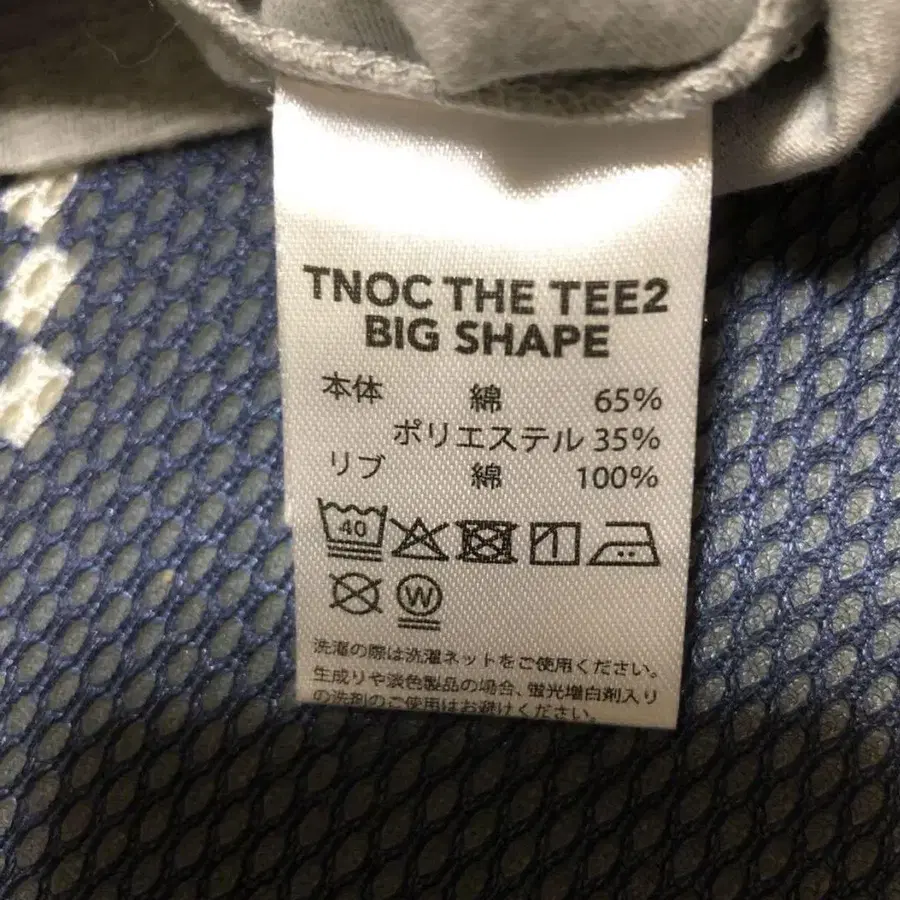 TNOC THE TEE2
BIG SHAPE
本体 綿 65%
ポリエステル 35%
リブ 綿 100%
40
W
洗濯の際は洗濯ネットをご使用ください。
生成りや淡色製品の場合、蛍光増白剤入り
の洗剤のご使用はお避けください。